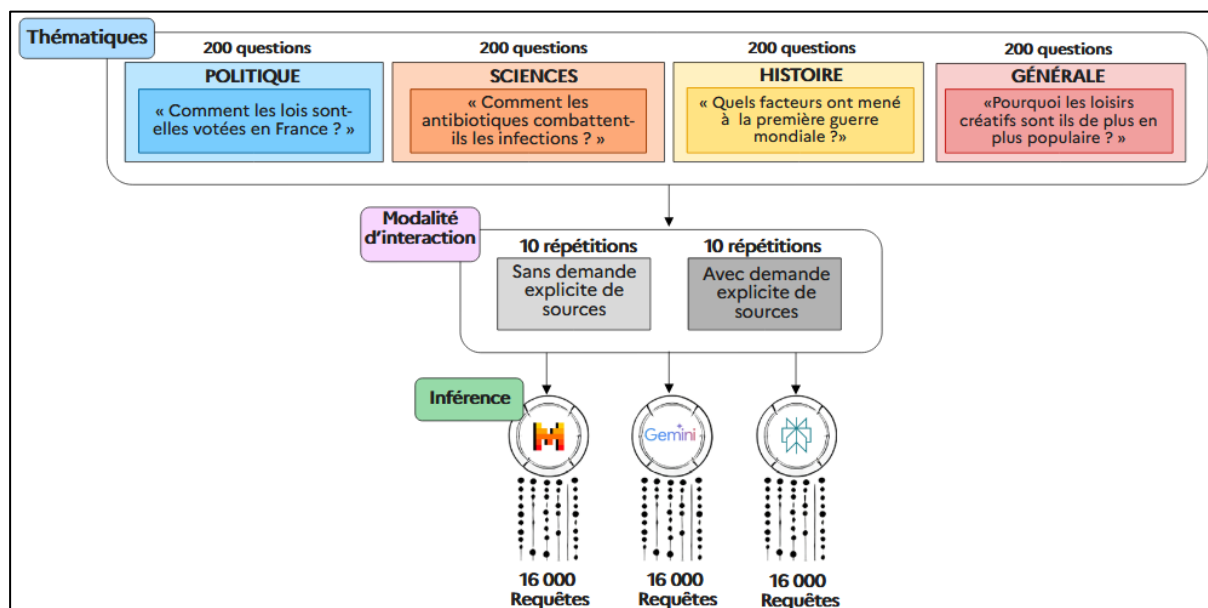 Thématiques
200 questions
200 questions
200 questions
200 questions
POLITIQUE
SCIENCES
HISTOIRE
GÉNÉRALE
« Comment les lois sont-
elles votées en France ? »
« Comment les
antibiotiques combattent-
ils les infections ? »
« Quels facteurs ont mené
à la première guerre
mondiale ?»
«Pourquoi les loisirs
créatifs sont ils de plus en
plus populaire ? »
Modalité
d'interaction
10 répétitions
10 répétitions
Sans demande
explicite de
sources
Avec demande
explicite de
sources
Inférence
Gemini
16 000
Requêtes
16 000
Requêtes
16 000
Requêtes